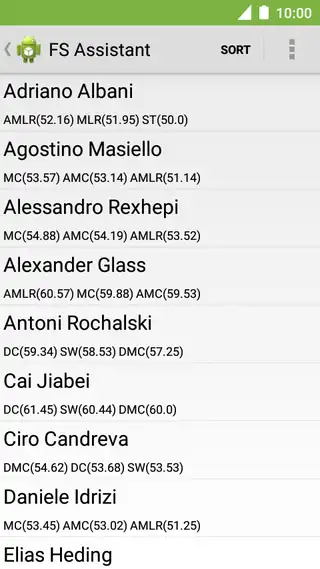 10:00
FS Assistant SORT
Adriano Albani
AMLR(52.16) MLR(51.95) ST(50.0)
Agostino Masiello
MC(53.57) AMC(53.14) AMLR(51.14)
Alessandro Rexhepi
MC(54.88) AMC(54.19) AMLR(53.52)
Alexander Glass
AMLR(60.57) MC(59.88) AMC(59.53)
Antoni Rochalski
DC(59.34) SW(58.53) DMC(57.25)
Cai Jiabei
DC(61.45) SW(60.44) DMC(60.0)
Ciro Candreva
DMC(54.62) DC(53.68) SW(53.53)
Daniele Idrizi
MC(53.45) AMC(53.02) AMLR(51.25)
Elias Heding